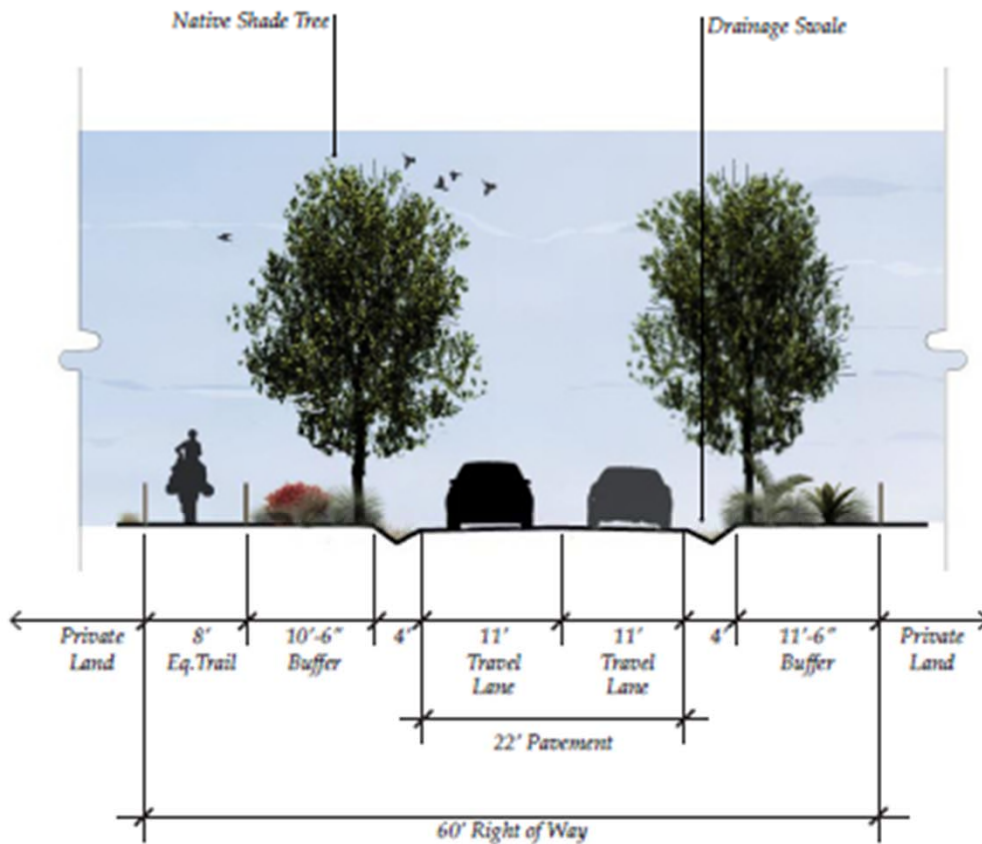 Native Shade Tree
Drainage Swale
Private
Land
8'
Eq.Trail
10'-6"
Buffer
4'
11'
Travel
Lane
11'
Travel
Lane
4'
11'-6"
Buffer
Private
Land
22' Pavement
60' Right of Way